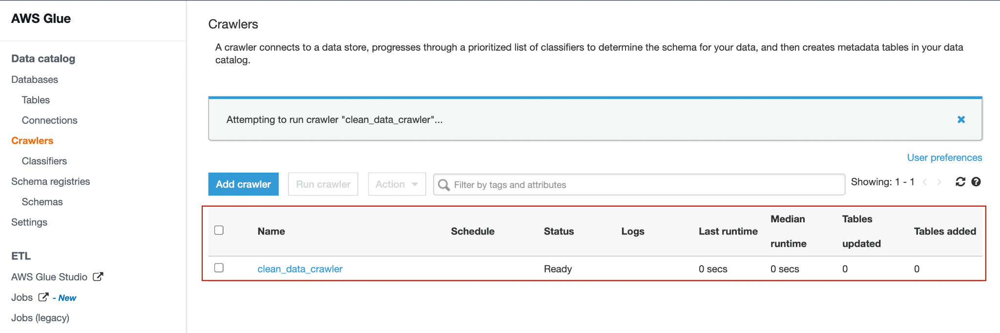 AWS Glue
Data catalog
Databases
Tables
Connections
Crawlers
Classifiers
Schema registries
Schemas
Settings
ETL
AWS Glue Studio
Jobs - New
Jobs (legacy)
Crawlers
A crawler connects to a data store, progresses through a prioritized list of classifiers to determine the schema for your data, and then creates metadata tables in your data
catalog.
Attempting to run crawler "clean_data_crawler"...
User preferences
Add crawler Run crawler Action Filter by tags and attributes Showing: 1 - 1
Name Schedule Status Logs Last runtime Median runtime Tables updated Tables added
clean_data_crawler Ready 0 secs 0 secs 0 0